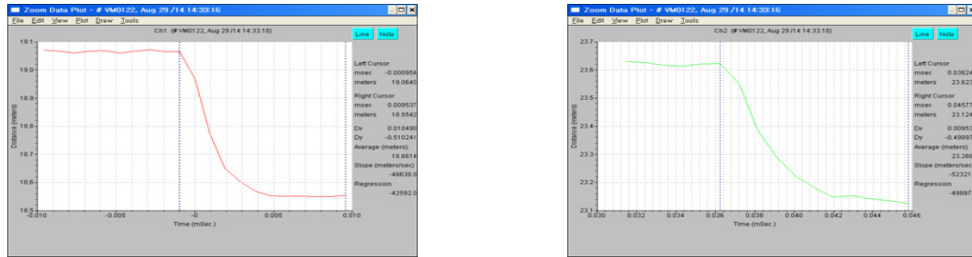 Zoom Data Plot - # VM0122, Aug 29 /14 14:33:16
File Edit View Plot Draw Tools
Ch1 (# VM0122, Aug 29 /14 14:33:18)
Line Note
19.1
19.0
18.9
18.8
18.7
18.6
18.5
Distance (meters)
-0.010
-0.005
-0
0.005
0.010
Time (mSec.)
Left Cursor
msec -0.000954
meters 19.0645
Right Cursor
msec 0.009537
meters 18.5542
Dx 0.010490
Dy -0.510241
Average (meters)
18.6614
Slope (meters/sec)
-48638.8
Regression
-42592.0
Zoom Data Plot - # VM0122, Aug 29 /14 14:33:16
File Edit View Plot Draw Tools
Ch2 (# VM0122, Aug 29 /14 14:33:18)
Line Note
23.7
23.6
23.5
23.4
23.3
23.2
23.1
Distance (meters)
0.030
0.032
0.034
0.036
0.038
0.040
0.042
0.044
0.046
Time (mSec.)
Left Cursor
msec 0.03624
meters 23.623
Right Cursor
msec 0.04577
meters 23.124
Dx 0.00953
Dy -0.49897
Average (meters)
23.268
Slope (meters/sec)
-52321
Regression
-49897